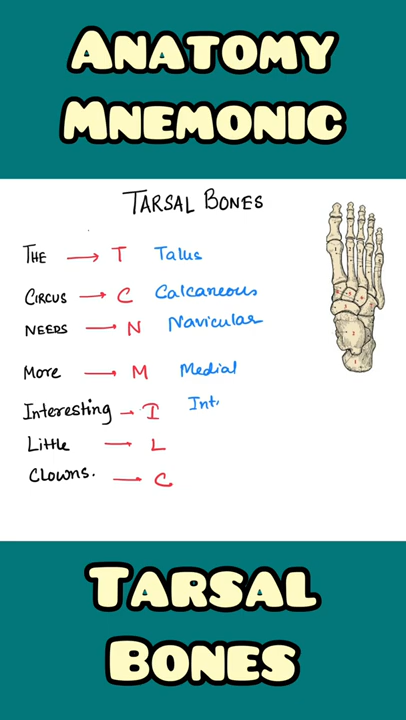 ANATOMY
MNEMONIC
TARSAL BONES
THE → T Talus
CIRCUS → C Calcaneous
NEEDS → N Navicular
More → M Medial
Interesting → I Int.
Little → L
Clowns. → C
TARSAL
BONES